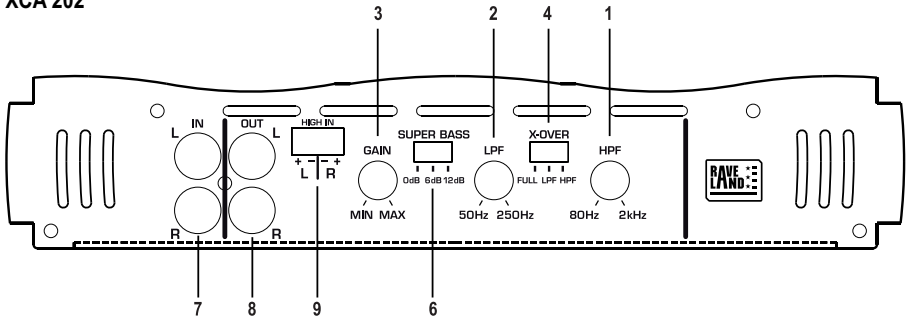 XCA 202
3 2 4 1
IN OUT HIGH IN SUPER BASS X-OVER
L L GAIN LPF HPF
+ - - + 
L R 0dB 6dB 12dB FULL LPF HPF
RAVE
LAND
MIN MAX 50Hz 250Hz 80Hz 2kHz
R R
7 8 9 6